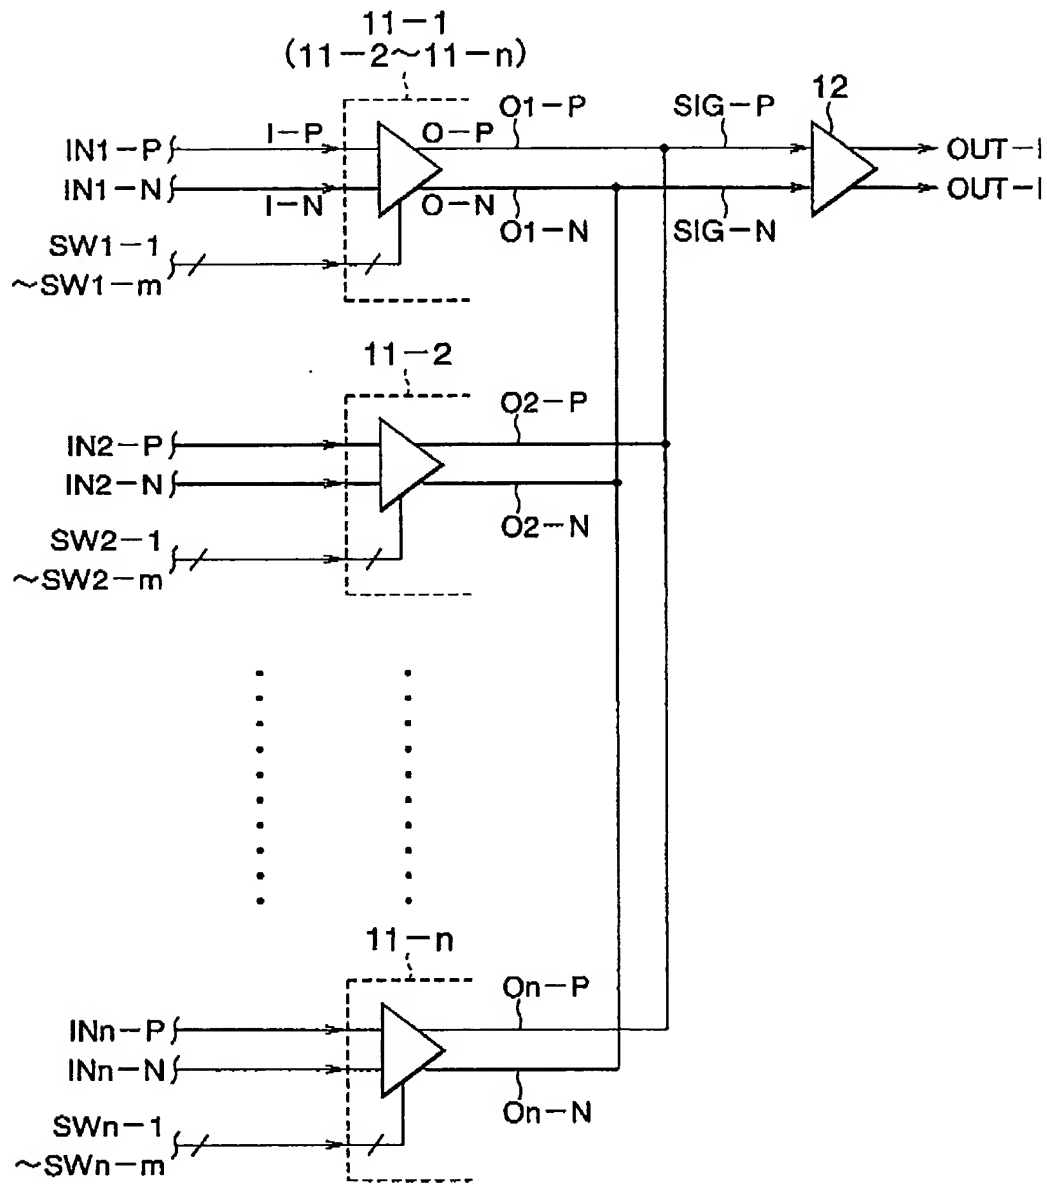 11-1
(11-2~11-n)
12
IN1-P
I-P
O-P
O1-P
SIG-P
OUT-I
IN1-N
I-N
O-N
O1-N
SIG-N
OUT-I
SW1-1
~SW1-m
11-2
IN2-P
O2-P
IN2-N
O2-N
SW2-1
~SW2-m
11-n
INn-P
On-P
INn-N
On-N
SWn-1
~SWn-m